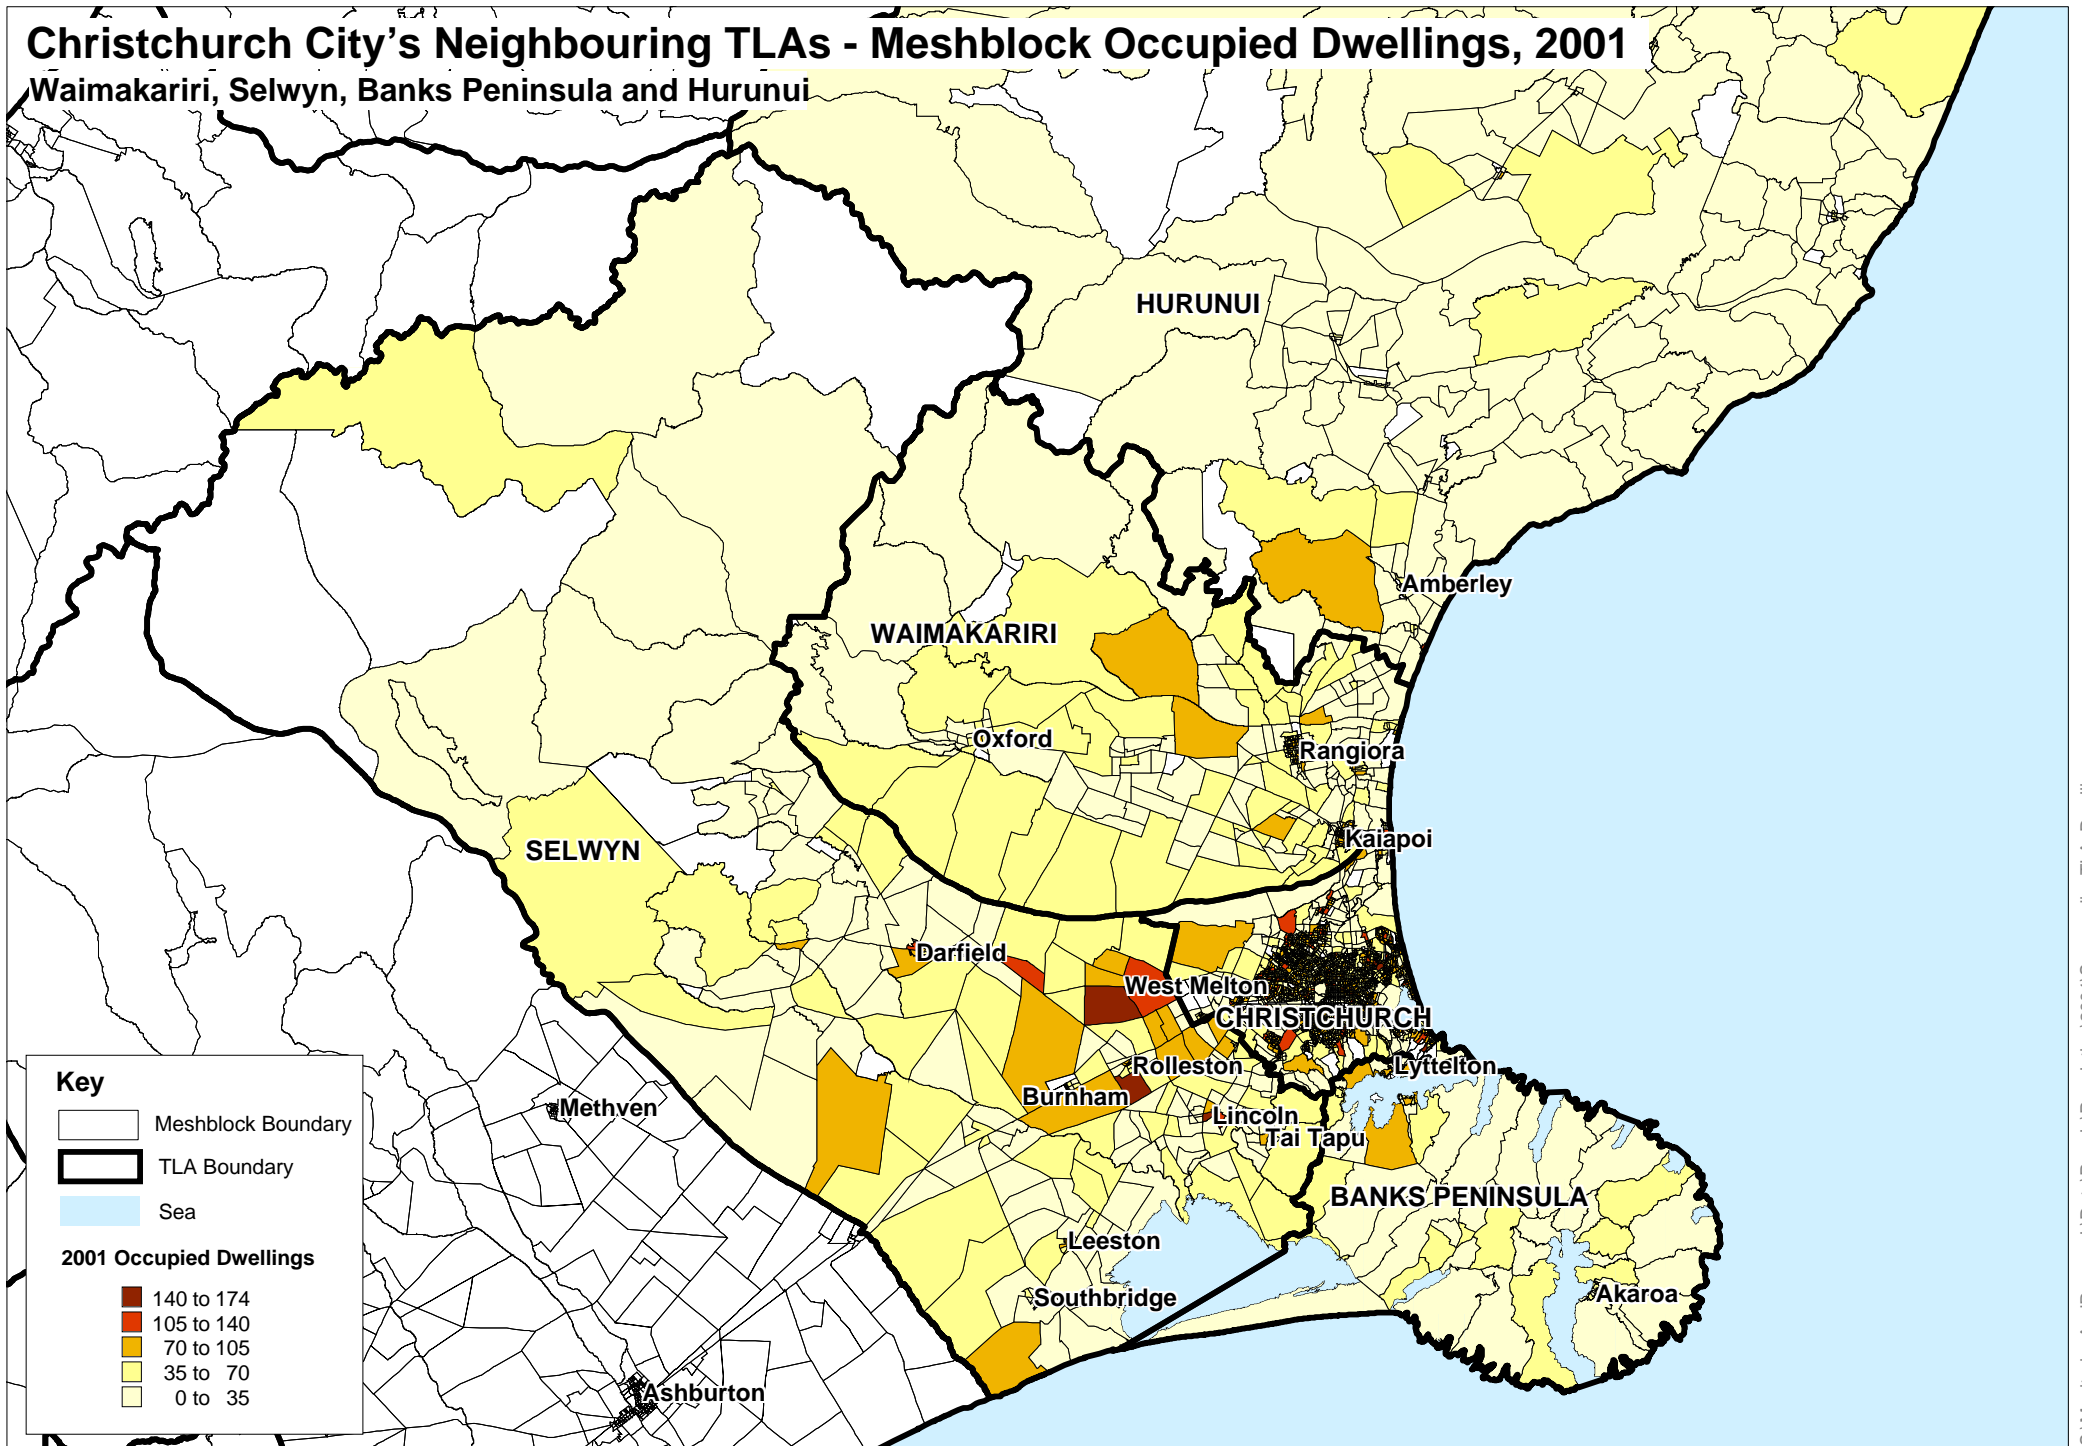 Christchurch City's Neighbouring TLAs - Meshblock Occupied Dwellings, 2001
Waimakariri, Selwyn, Banks Peninsula and Hurunui
HURUNUI
Amberley
WAIMAKARIRI
Oxford
Rangiora
Kaiapoi
SELWYN
Darfield
West Melton
CHRISTCHURCH
Rolleston
Lyttelton
Burnham
Lincoln
Tai Tapu
BANKS PENINSULA
Leeston
Southbridge
Akaroa
Methven
Ashburton
Key
Meshblock Boundary
TLA Boundary
Sea
2001 Occupied Dwellings
140 to 174
105 to 140
70 to 105
35 to 70
0 to 35